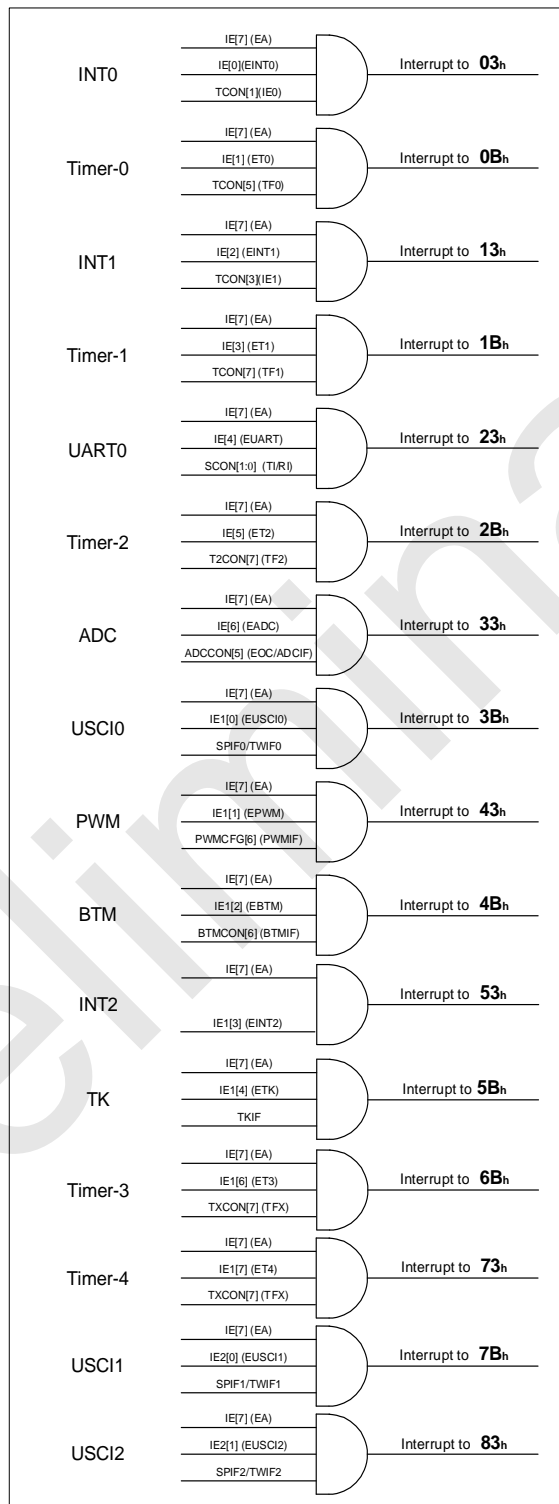 IE[7] (EA)
INT0 IE[0](EINT0) Interrupt to 03h
TCON[1](IE0)
IE[7] (EA)
Timer-0 IE[1] (ET0) Interrupt to 0Bh
TCON[5] (TF0)
IE[7] (EA)
INT1 IE[2] (EINT1) Interrupt to 13h
TCON[3](IE1)
IE[7] (EA)
Timer-1 IE[3] (ET1) Interrupt to 1Bh
TCON[7] (TF1)
IE[7] (EA)
UART0 IE[4] (EUART) Interrupt to 23h
SCON[1:0] (TI/RI)
IE[7] (EA)
Timer-2 IE[5] (ET2) Interrupt to 2Bh
T2CON[7] (TF2)
IE[7] (EA)
ADC IE[6] (EADC) Interrupt to 33h
ADCCON[5] (EOC/ADCIF)
IE[7] (EA)
USCI0 IE1[0] (EUSCI0) Interrupt to 3Bh
SPIF0/TWIF0
IE[7] (EA)
PWM IE1[1] (EPWM) Interrupt to 43h
PWMCFG[6] (PWMIF)
IE[7] (EA)
BTM IE1[2] (EBTM) Interrupt to 4Bh
BTMCON[6] (BTMIF)
IE[7] (EA)
INT2 Interrupt to 53h
IE1[3] (EINT2)
IE[7] (EA)
TK IE1[4] (ETK) Interrupt to 5Bh
TKIF
IE[7] (EA)
Timer-3 IE1[6] (ET3) Interrupt to 6Bh
TXCON[7] (TFX)
IE[7] (EA)
Timer-4 IE1[7] (ET4) Interrupt to 73h
TXCON[7] (TFX)
IE[7] (EA)
USCI1 IE2[0] (EUSCI1) Interrupt to 7Bh
SPIF1/TWIF1
IE[7] (EA)
USCI2 IE2[1] (EUSCI2) Interrupt to 83h
SPIF2/TWIF2
elimina